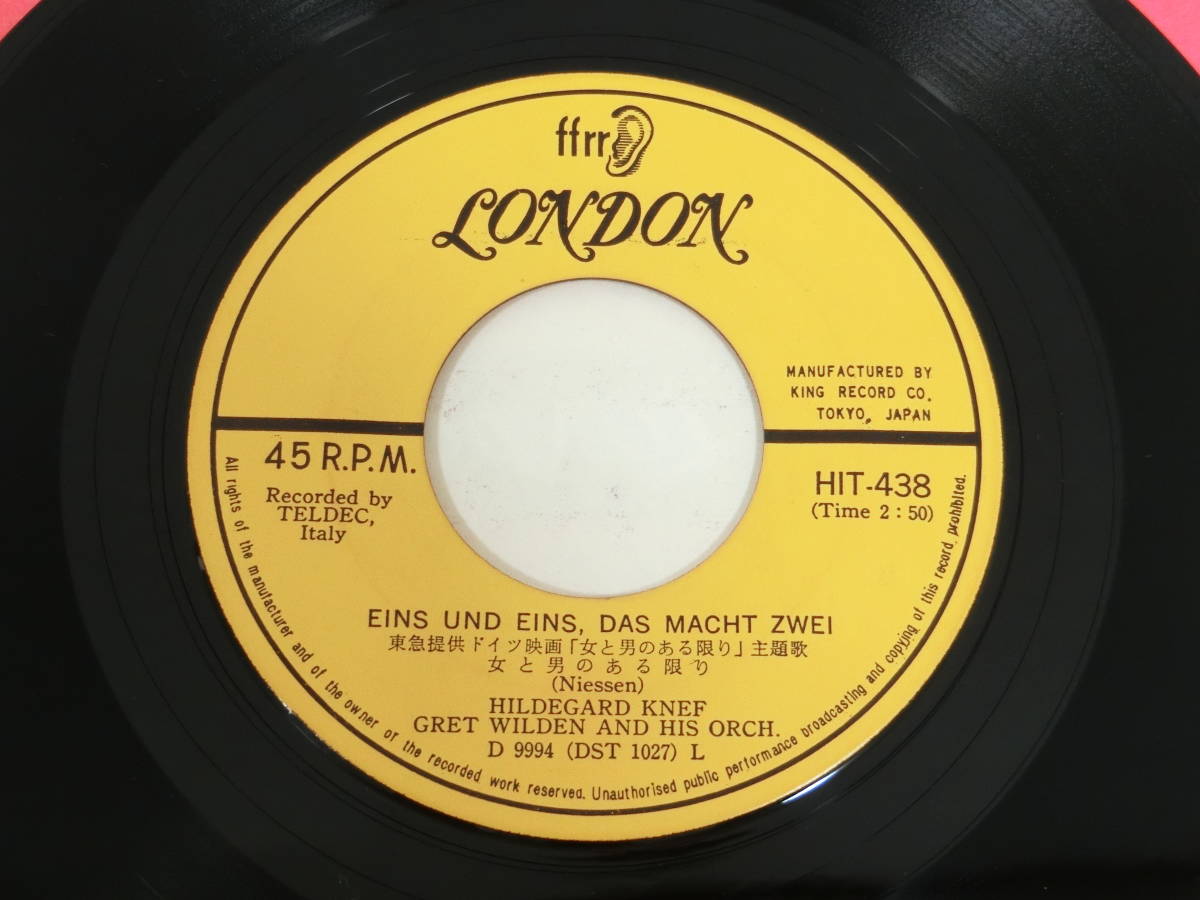 ffrr
LONDON
MANUFACTURED BY
KING RECORD CO.
TOKYO, JAPAN
45 R.P.M.
Recorded by
TELDEC,
Italy
HIT-438
(Time 2:50)
EINS UND EINS, DAS MACHT ZWEI
東急提供ドイツ映画「女と男のある限り」主題歌
女と男のある限り
(Niessen)
HILDEGARD KNEF
GRET WILDEN AND HIS ORCH.
D 9994 (DST 1027) L
All rights of the manufacturer and of the owner of the recorded work reserved. Unauthorised public performance broadcasting and copying of this record prohibited.